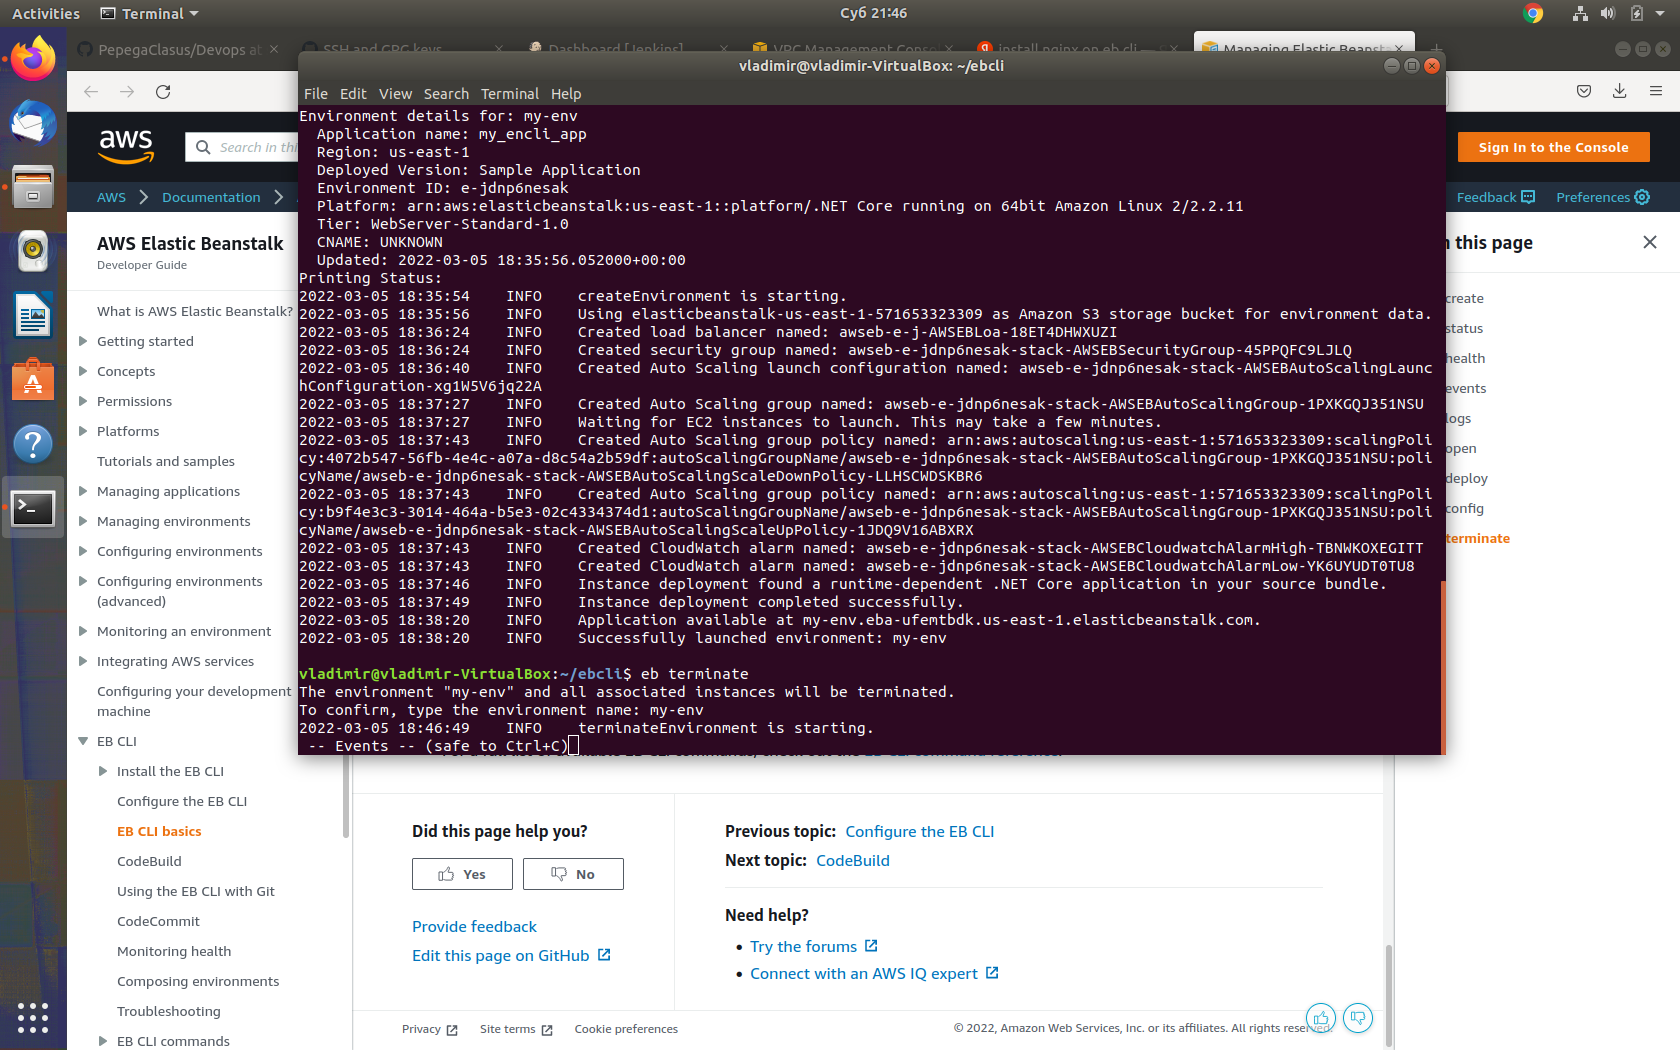 Activities
Terminal
Суб 21:46
PepegaClasus/Devops at
SSH and GPG keys
Dashboard [Jenkins]
VPC Management Conso
install nginx on eb cli —
Managing Elastic Beanst
vladimir@vladimir-VirtualBox: ~/ebcli
File Edit View Search Terminal Help
aws
Search in thi
Sign In to the Console
AWS
Documentation
Feedback
Preferences
AWS Elastic Beanstalk
Developer Guide
What is AWS Elastic Beanstalk?
Getting started
Concepts
Permissions
Platforms
Tutorials and samples
Managing applications
Managing environments
Configuring environments
Configuring environments
(advanced)
Monitoring an environment
Integrating AWS services
Configuring your development
machine
EB CLI
Install the EB CLI
Configure the EB CLI
EB CLI basics
CodeBuild
Using the EB CLI with Git
CodeCommit
Monitoring health
Composing environments
Troubleshooting
EB CLI commands
Environment details for: my-env
Application name: my_encli_app
Region: us-east-1
Deployed Version: Sample Application
Environment ID: e-jdnp6nesak
Platform: arn:aws:elasticbeanstalk:us-east-1::platform/.NET Core running on 64bit Amazon Linux 2/2.2.11
Tier: WebServer-Standard-1.0
CNAME: UNKNOWN
Updated: 2022-03-05 18:35:56.052000+00:00
Printing Status:
2022-03-05 18:35:54    INFO    createEnvironment is starting.
2022-03-05 18:35:56    INFO    Using elasticbeanstalk-us-east-1-571653323309 as Amazon S3 storage bucket for environment data.
2022-03-05 18:36:24    INFO    Created load balancer named: awseb-e-j-AWSEBLoa-18ET4DHWXUZI
2022-03-05 18:36:24    INFO    Created security group named: awseb-e-jdnp6nesak-stack-AWSEBSecurityGroup-45PPQFC9LJLQ
2022-03-05 18:36:40    INFO    Created Auto Scaling launch configuration named: awseb-e-jdnp6nesak-stack-AWSEBAutoScalingLaunc
hConfiguration-xg1W5V6jq22A
2022-03-05 18:37:27    INFO    Created Auto Scaling group named: awseb-e-jdnp6nesak-stack-AWSEBAutoScalingGroup-1PXKGQJ351NSU
2022-03-05 18:37:27    INFO    Waiting for EC2 instances to launch. This may take a few minutes.
2022-03-05 18:37:43    INFO    Created Auto Scaling group policy named: arn:aws:autoscaling:us-east-1:571653323309:scalingPoli
cy:4072b547-56fb-4e4c-a07a-d8c54a2b59df:autoScalingGroupName/awseb-e-jdnp6nesak-stack-AWSEBAutoScalingGroup-1PXKGQJ351NSU:poli
cyName/awseb-e-jdnp6nesak-stack-AWSEBAutoScalingScaleDownPolicy-LLHSCWDSKBR6
2022-03-05 18:37:43    INFO    Created Auto Scaling group policy named: arn:aws:autoscaling:us-east-1:571653323309:scalingPoli
cy:b9f4e3c3-3014-464a-b5e3-02c4334374d1:autoScalingGroupName/awseb-e-jdnp6nesak-stack-AWSEBAutoScalingGroup-1PXKGQJ351NSU:poli
cyName/awseb-e-jdnp6nesak-stack-AWSEBAutoScalingScaleUpPolicy-1JDQ9V16ABXRX
2022-03-05 18:37:43    INFO    Created CloudWatch alarm named: awseb-e-jdnp6nesak-stack-AWSEBCloudwatchAlarmHigh-TBNWKOXEGITT
2022-03-05 18:37:43    INFO    Created CloudWatch alarm named: awseb-e-jdnp6nesak-stack-AWSEBCloudwatchAlarmLow-YK6UYUDT0TU8
2022-03-05 18:37:46    INFO    Instance deployment found a runtime-dependent .NET Core application in your source bundle.
2022-03-05 18:37:49    INFO    Instance deployment completed successfully.
2022-03-05 18:38:20    INFO    Application available at my-env.eba-ufemtbdk.us-east-1.elasticbeanstalk.com.
2022-03-05 18:38:20    INFO    Successfully launched environment: my-env
vladimir@vladimir-VirtualBox:~/ebcli$ eb terminate
The environment "my-env" and all associated instances will be terminated.
To confirm, type the environment name: my-env
2022-03-05 18:46:49    INFO    terminateEnvironment is starting.
-- Events -- (safe to Ctrl+C)
n this page
create
status
health
events
logs
open
deploy
config
terminate
Did this page help you?
Yes
No
Provide feedback
Edit this page on GitHub
Previous topic: Configure the EB CLI
Next topic: CodeBuild
Need help?
Try the forums
Connect with an AWS IQ expert
Privacy
Site terms
Cookie preferences
© 2022, Amazon Web Services, Inc. or its affiliates. All rights reserved.